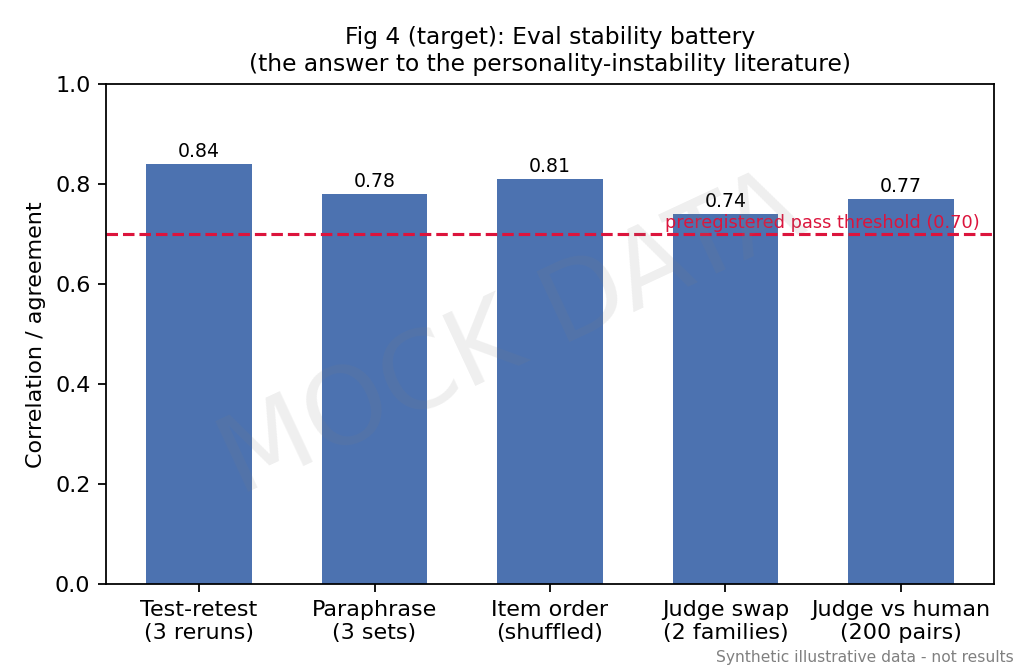 Fig 4 (target): Eval stability battery
(the answer to the personality-instability literature)
Correlation / agreement
1.0
0.8
0.6
0.4
0.2
0.0
0.84
0.78
0.81
0.74
0.77
preregistered pass threshold (0.70)
MOCK DATA
Test-retest
(3 reruns)
Paraphrase
(3 sets)
Item order
(shuffled)
Judge swap
(2 families)
Judge vs human
(200 pairs)
Synthetic illustrative data - not results